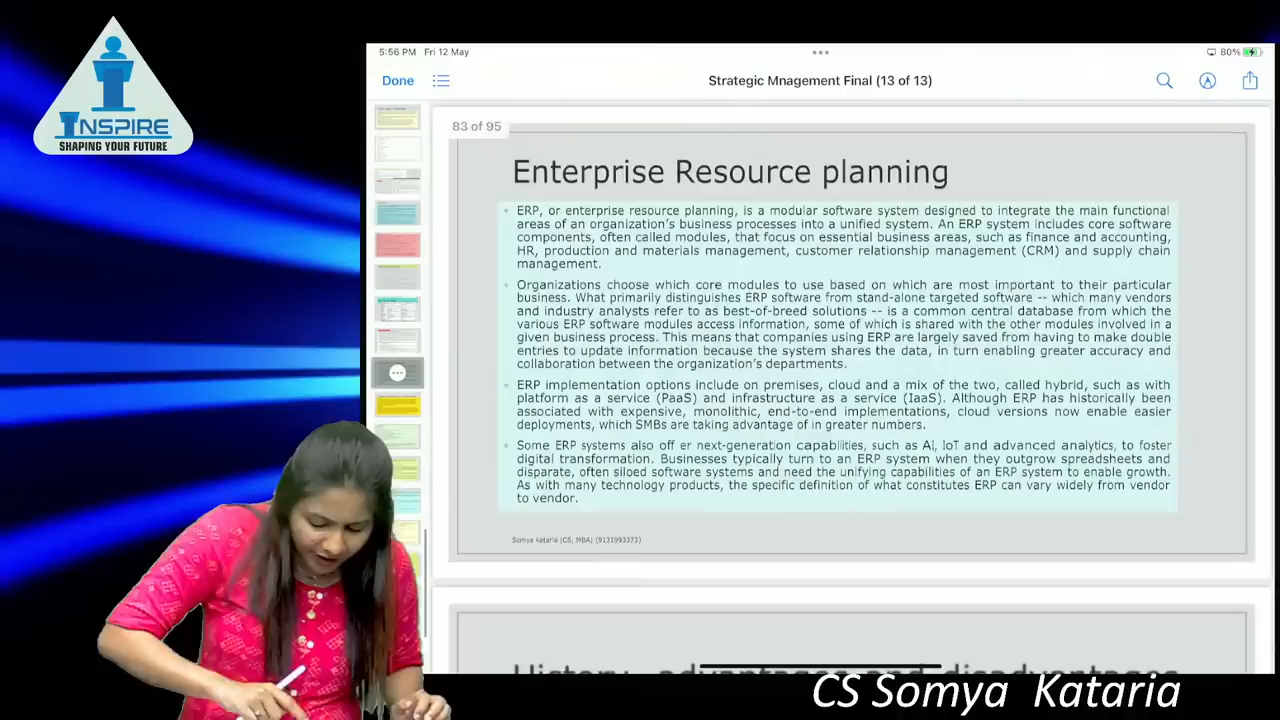 INSPIRE
SHAPING YOUR FUTURE
5:56 PM Fri 12 May
80%
Done
Strategic Mnagement Final (13 of 13)
83 of 95
Enterprise Resource planning
ERP, or enterprise resource planning, is a modular software system designed to integrate the main functional
areas of an organization's business processes into a unified system. An ERP system includes core software
components, often called modules, that focus on essential business areas, such as finance and accounting,
HR, production and materials management, customer relationship management (CRM) and supply chain
management.
Organizations choose which core modules to use based on which are most important to their particular
business. What primarily distinguishes ERP software from stand-alone targeted software -- which many vendors
and industry analysts refer to as best-of-breed solutions -- is a common central database from which the
various ERP software modules access information, some of which is shared with the other modules involved in a
given business process. This means that companies using ERP are largely saved from having to make double
entries to update information because the system shares the data, in turn enabling greater accuracy and
collaboration between the organization's departments.
ERP implementation options include on premises, cloud and a mix of the two, called hybrid, such as with
platform as a service (PaaS) and infrastructure as a service (IaaS). Although ERP has historically been
associated with expensive, monolithic, end-to-end implementations, cloud versions now enable easier
deployments, which SMBs are taking advantage of in greater numbers.
Some ERP systems also off er next-generation capabilities, such as Ai, IoT and advanced analytics, to foster
digital transformation. Businesses typically turn to an ERP system when they outgrow spreadsheets and
disparate, often siloed software systems and need the unifying capabilities of an ERP system to enable growth.
As with many technology products, the specific definition of what constitutes ERP can vary widely from vendor
to vendor.
Somya kataria (CS, MBA) (9131993373)
History, advantages and disadvantages
CS Somya Kataria